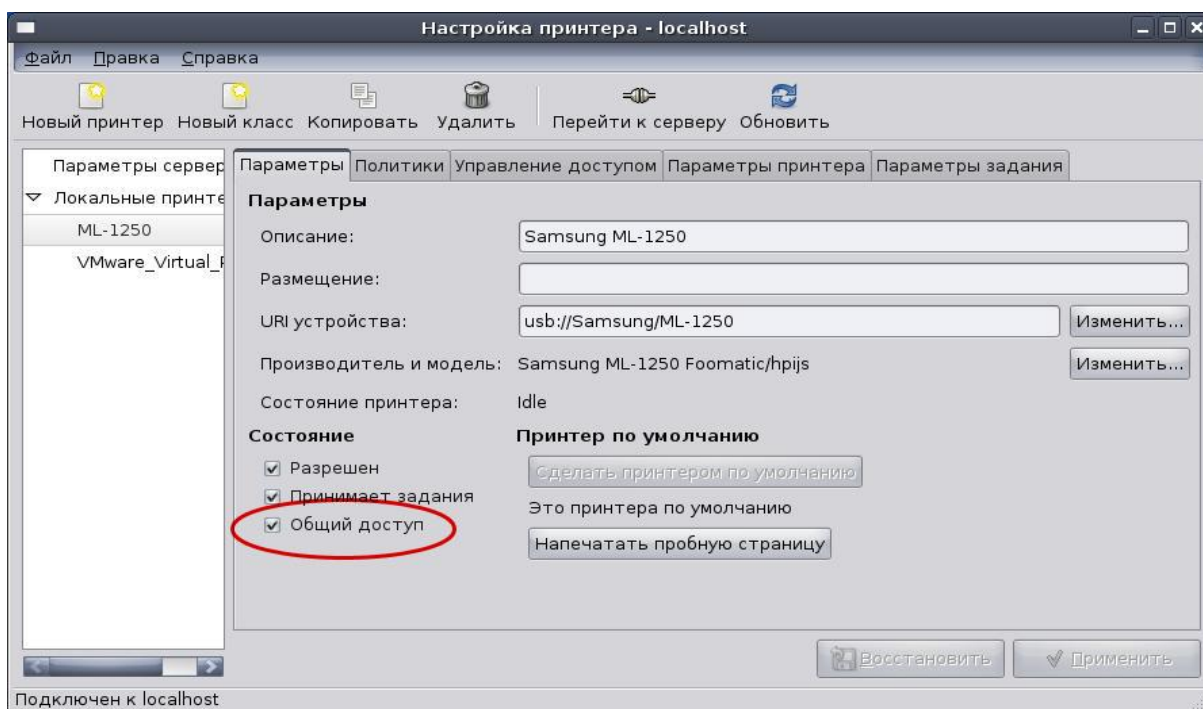 Настройка принтера - localhost
Файл Правка Справка
Новый принтер Новый класс Копировать Удалить Перейти к серверу Обновить
Параметры сервер
Локальные принте
ML-1250
VMware_Virtual_P
Параметры Политики Управление доступом Параметры принтера Параметры задания
Параметры
Описание: Samsung ML-1250
Размещение:
URI устройства: usb://Samsung/ML-1250 Изменить...
Производитель и модель: Samsung ML-1250 Foomatic/hpijs Изменить...
Состояние принтера: Idle
Состояние
Разрешен
Принимает задания
Общий доступ
Принтер по умолчанию
Сделать принтером по умолчанию
Это принтера по умолчанию
Напечатать пробную страницу
Восстановить Применить
Подключен к localhost